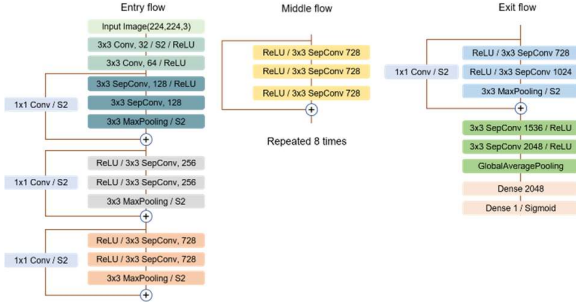 Entry flow
Input Image(224,224,3)
3x3 Conv, 32 / S2 / ReLU
3x3 Conv, 64 / ReLU
3x3 SepConv, 128 / ReLU
1x1 Conv / S2
3x3 SepConv, 128
3x3 MaxPooling / S2
+
ReLU / 3x3 SepConv, 256
1x1 Conv / S2
ReLU / 3x3 SepConv, 256
3x3 MaxPooling / S2
+
ReLU / 3x3 SepConv, 728
1x1 Conv / S2
ReLU / 3x3 SepConv, 728
3x3 MaxPooling / S2
+
Middle flow
ReLU / 3x3 SepConv 728
ReLU / 3x3 SepConv 728
ReLU / 3x3 SepConv 728
+
Repeated 8 times
Exit flow
ReLU / 3x3 SepConv 728
1x1 Conv / S2
ReLU / 3x3 SepConv 1024
3x3 MaxPooling / S2
+
3x3 SepConv 1536 / ReLU
3x3 SepConv 2048 / ReLU
GlobalAveragePooling
Dense 2048
Dense 1 / Sigmoid